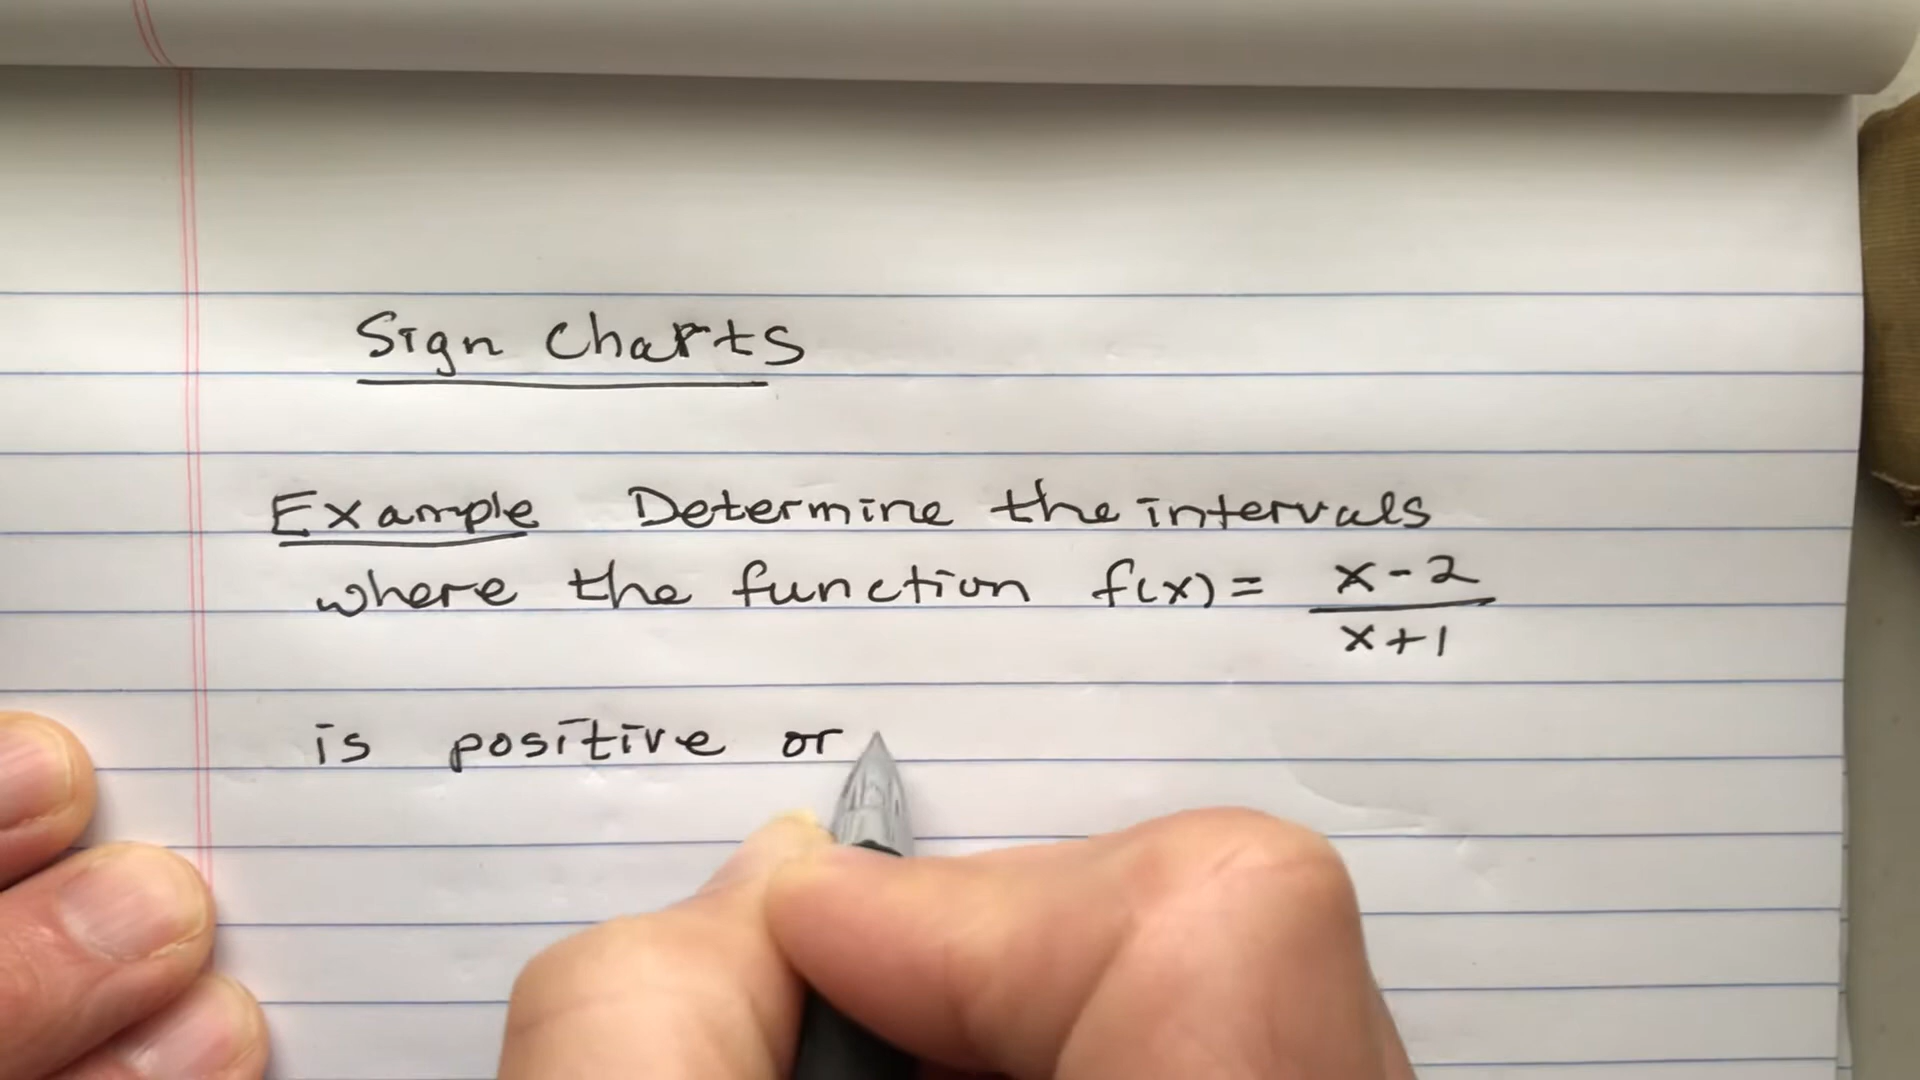 Sign Charts
Example Determine the intervals
where the function f(x) = x-2 / x+1
is positive or